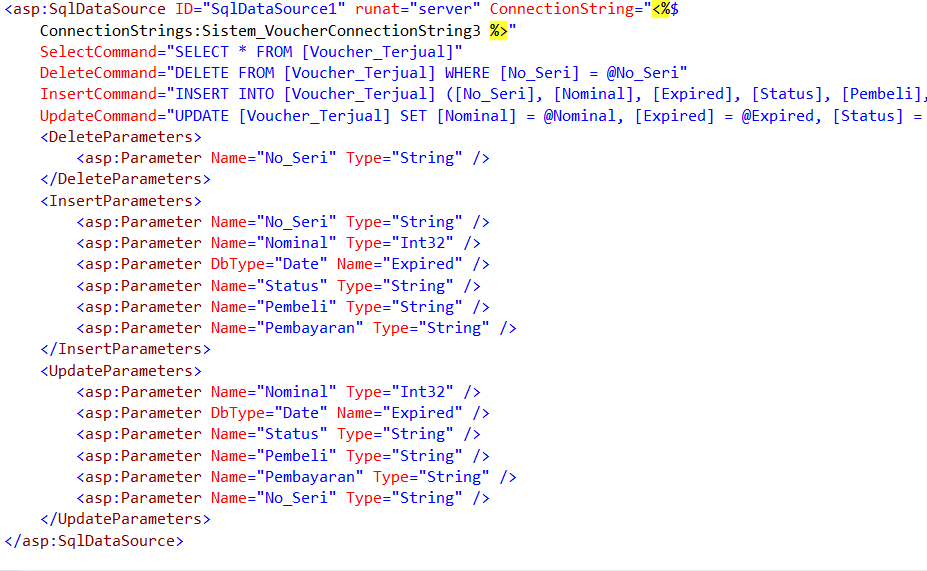 <asp:SqlDataSource ID="SqlDataSource1" runat="server" ConnectionString="<%$
ConnectionStrings:Sistem_VoucherConnectionString3 %>"
SelectCommand="SELECT * FROM [Voucher_Terjual]"
DeleteCommand="DELETE FROM [Voucher_Terjual] WHERE [No_Seri] = @No_Seri"
InsertCommand="INSERT INTO [Voucher_Terjual] ([No_Seri], [Nominal], [Expired], [Status], [Pembeli],
UpdateCommand="UPDATE [Voucher_Terjual] SET [Nominal] = @Nominal, [Expired] = @Expired, [Status] =
<DeleteParameters>
<asp:Parameter Name="No_Seri" Type="String" />
</DeleteParameters>
<InsertParameters>
<asp:Parameter Name="No_Seri" Type="String" />
<asp:Parameter Name="Nominal" Type="Int32" />
<asp:Parameter DbType="Date" Name="Expired" />
<asp:Parameter Name="Status" Type="String" />
<asp:Parameter Name="Pembeli" Type="String" />
<asp:Parameter Name="Pembayaran" Type="String" />
</InsertParameters>
<UpdateParameters>
<asp:Parameter Name="Nominal" Type="Int32" />
<asp:Parameter DbType="Date" Name="Expired" />
<asp:Parameter Name="Status" Type="String" />
<asp:Parameter Name="Pembeli" Type="String" />
<asp:Parameter Name="Pembayaran" Type="String" />
<asp:Parameter Name="No_Seri" Type="String" />
</UpdateParameters>
</asp:SqlDataSource>